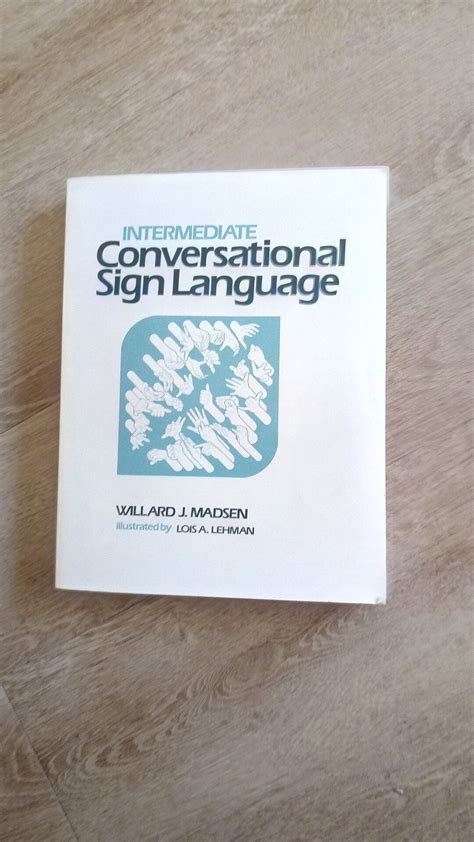 INTERMEDIATE
Conversational
Sign Language
WILLARD J. MADSEN
illustrated by LOIS A. LEHMAN